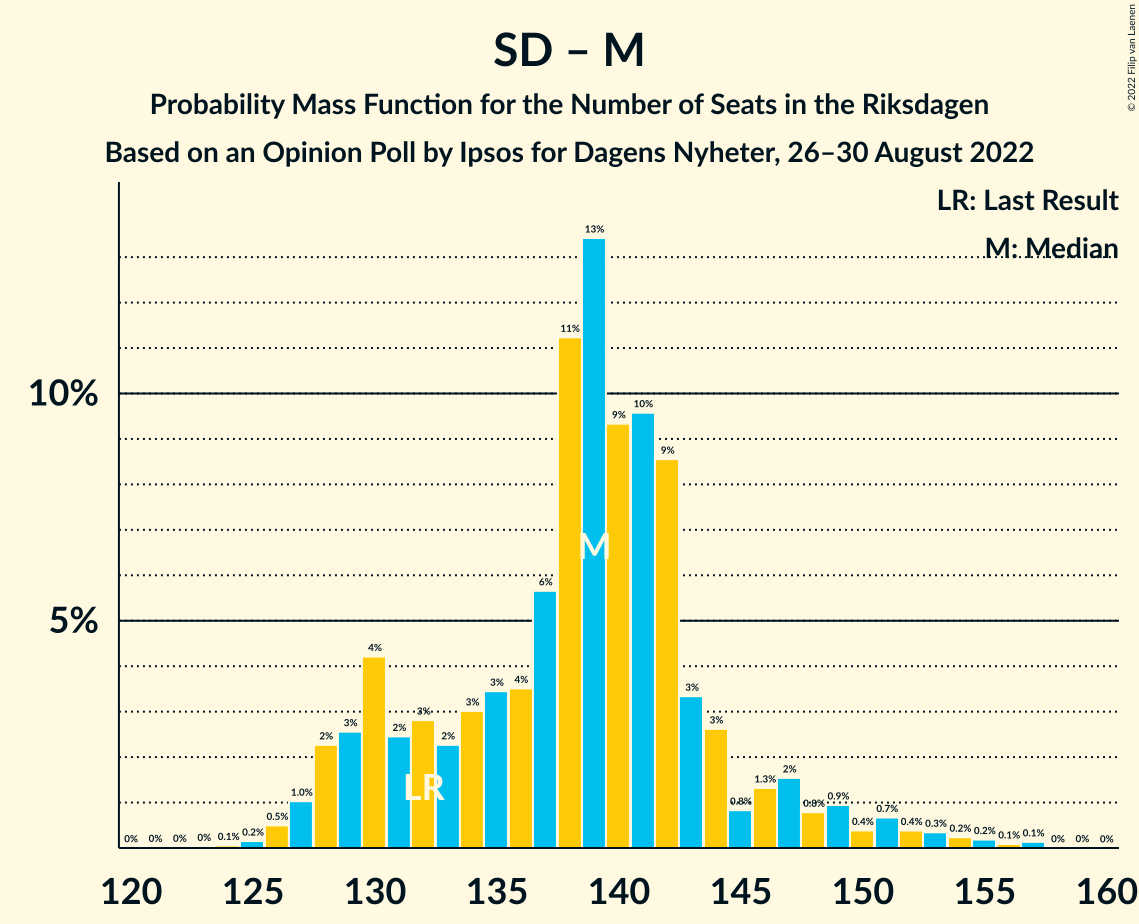 SD – M
Probability Mass Function for the Number of Seats in the Riksdagen
Based on an Opinion Poll by Ipsos for Dagens Nyheter, 26–30 August 2022
© 2022 Filip van Laenen
LR: Last Result
M: Median
10%
5%
0% 0% 0% 0% 0.1% 0.2% 0.5% 1.0% 2% 3% 4% 2% 3% 2% 3% 3% 4% 6% 11% 13% 9% 10% 9% 3% 3% 0.8% 1.3% 2% 0.8% 0.9% 0.4% 0.7% 0.4% 0.3% 0.2% 0.2% 0.1% 0.1% 0% 0% 0%
M
LR
120 125 130 135 140 145 150 155 160